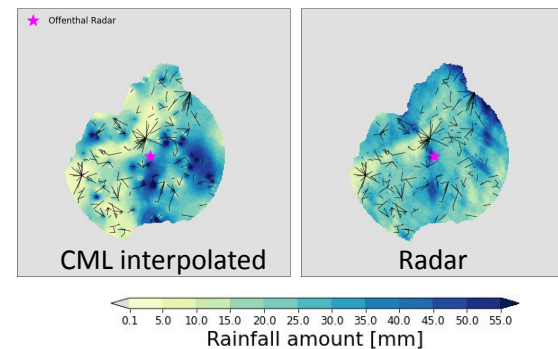 Offenthal Radar
CML interpolated
Radar
0.1 5.0 10.0 15.0 20.0 25.0 30.0 35.0 40.0 45.0 50.0 55.0
Rainfall amount [mm]